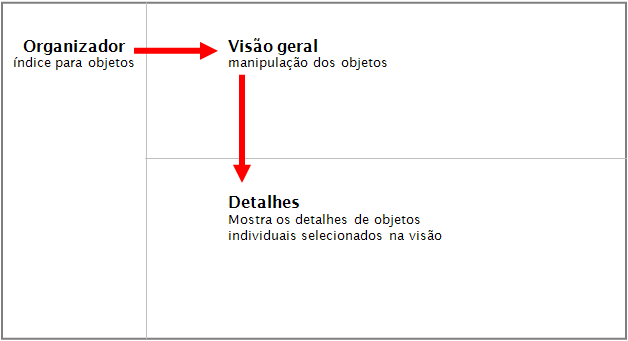 Organizador
índice para objetos
Visão geral
manipulação dos objetos
Detalhes
Mostra os detalhes de objetos
individuais selecionados na visão